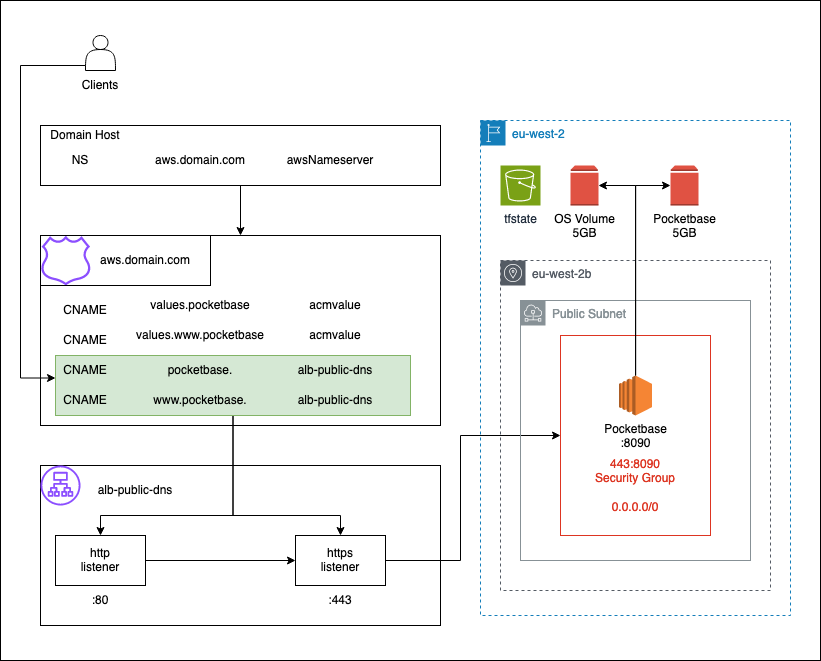 Clients
Domain Host
NS aws.domain.com awsNameserver
aws.domain.com
CNAME values.pocketbase acmvalue
CNAME values.www.pocketbase acmvalue
CNAME pocketbase. alb-public-dns
CNAME www.pocketbase. alb-public-dns
alb-public-dns
http
listener
:80
https
listener
:443
eu-west-2
tfstate
OS Volume
5GB
Pocketbase
5GB
eu-west-2b
Public Subnet
Pocketbase
:8090
443:8090
Security Group
0.0.0.0/0